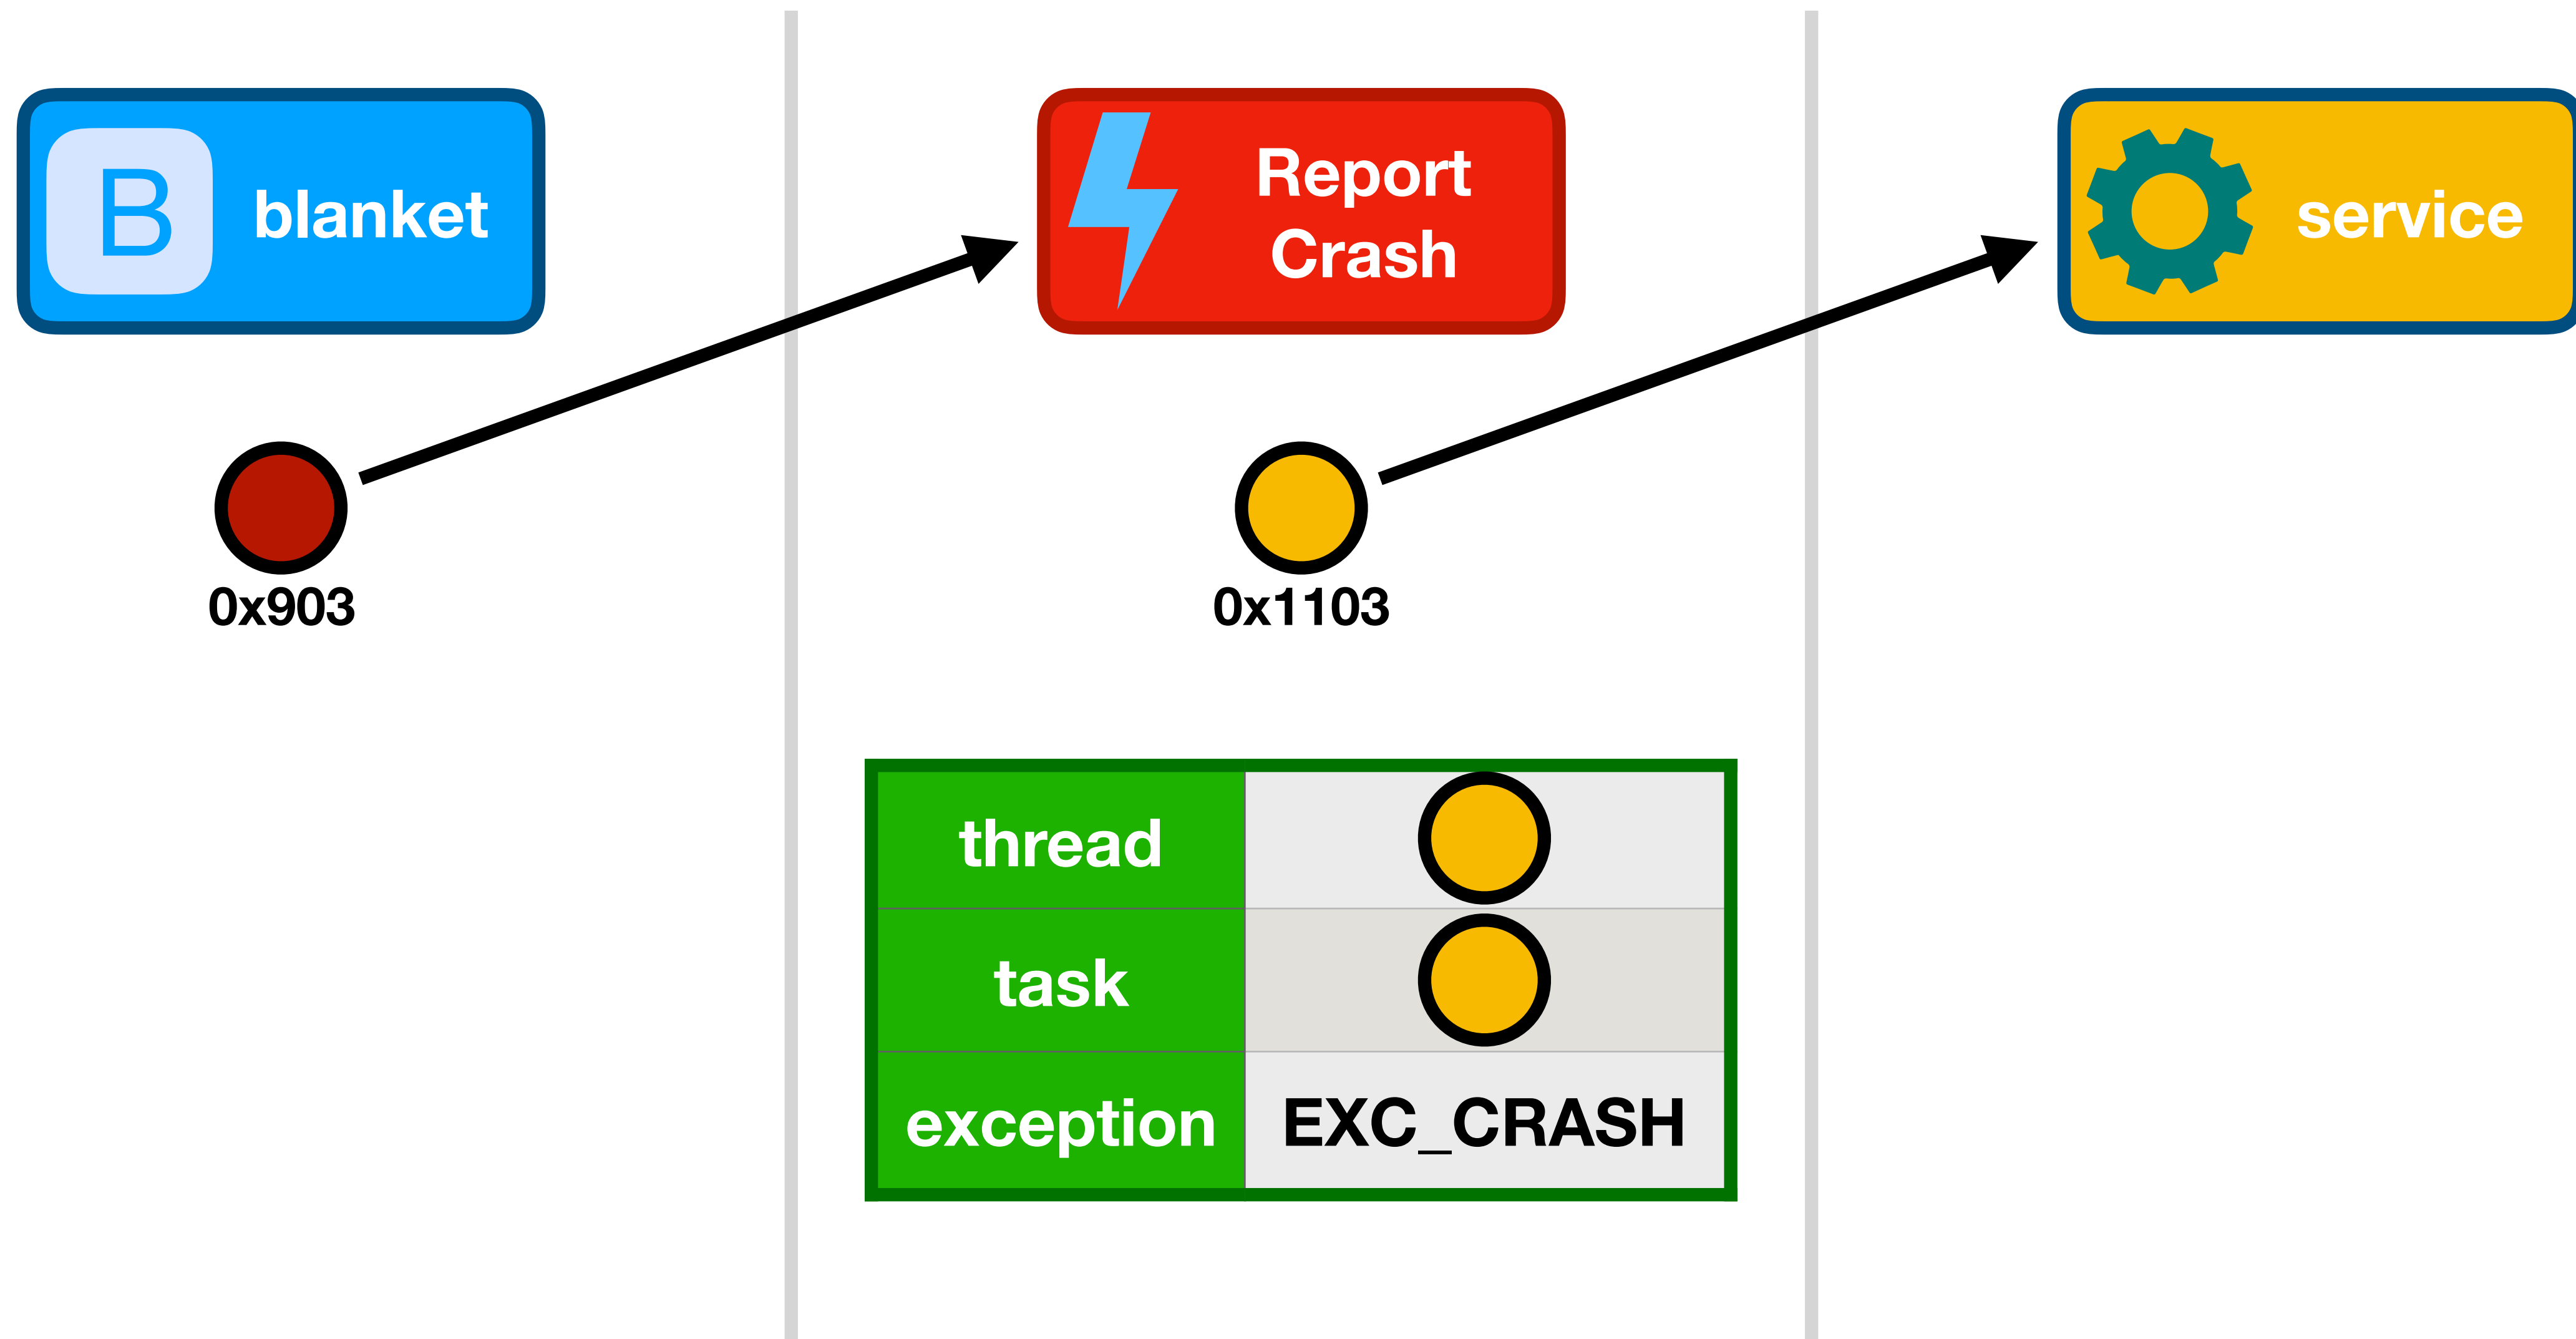 B blanket
Report
Crash
service
0x903
0x1103
thread
task
exception EXC_CRASH